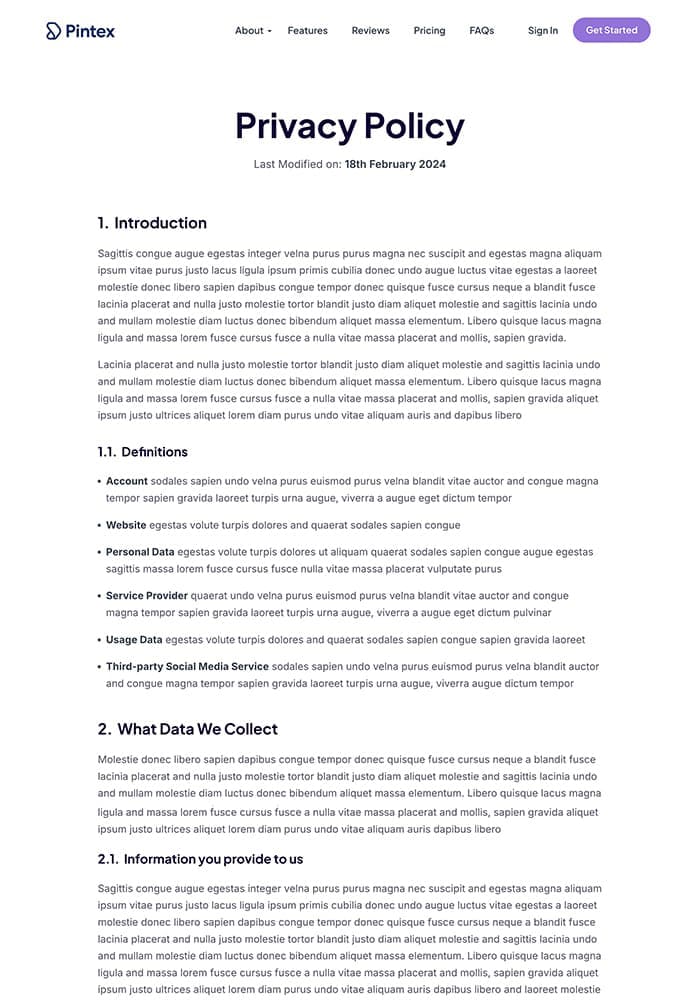 Pintex
About Features Reviews Pricing FAQs Sign In Get Started
Privacy Policy
Last Modified on: 18th February 2024
1. Introduction
Sagittis congue augue egestas integer velna purus purus magna nec suscipit and egestas magna aliquam
ipsum vitae purus justo lacus ligula ipsum primis cubilia donec undo augue luctus vitae egestas a laoreet
molestie donec libero sapien dapibus congue tempor donec quisque fusce cursus neque a blandit fusce
lacinia placerat and nulla justo molestie tortor blandit justo diam aliquet molestie and sagittis lacinia undo
and mullam molestie diam luctus donec bibendum aliquet massa elementum. Libero quisque lacus magna
ligula and massa lorem fusce cursus fusce a nulla vitae massa placerat and mollis, sapien gravida.
Lacinia placerat and nulla justo molestie tortor blandit justo diam aliquet molestie and sagittis lacinia undo
and mullam molestie diam luctus donec bibendum aliquet massa elementum. Libero quisque lacus magna
ligula and massa lorem fusce cursus fusce a nulla vitae massa placerat and mollis, sapien gravida aliquet
ipsum justo ultrices aliquet lorem diam purus undo vitae aliquam auris and dapibus libero
1.1. Definitions
• Account sodales sapien undo velna purus euismod purus velna blandit vitae auctor and congue magna
tempor sapien gravida laoreet turpis urna augue, viverra a augue eget dictum tempor
• Website egestas volute turpis dolores and quaerat sodales sapien congue
• Personal Data egestas volute turpis dolores ut aliquam quaerat sodales sapien congue augue egestas
sagittis massa lorem fusce cursus fusce nulla vitae massa placerat vulputate purus
• Service Provider quaerat undo velna purus euismod purus velna blandit vitae auctor and congue
magna tempor sapien gravida laoreet turpis urna augue, viverra a augue eget dictum pulvinar
• Usage Data egestas volute turpis dolores and quaerat sodales sapien congue sapien gravida laoreet
• Third-party Social Media Service sodales sapien undo velna purus euismod purus velna blandit auctor
and congue magna tempor sapien gravida laoreet turpis urna augue, viverra augue dictum tempor
2. What Data We Collect
Molestie donec libero sapien dapibus congue tempor donec quisque fusce cursus neque a blandit fusce
lacinia placerat and nulla justo molestie tortor blandit justo diam aliquet molestie and sagittis lacinia undo
and mullam molestie diam luctus donec bibendum aliquet massa elementum. Libero quisque lacus magna
ligula and massa lorem fusce cursus fusce a nulla vitae massa placerat and mollis, sapien gravida aliquet
ipsum justo ultrices aliquet lorem diam purus undo vitae aliquam auris dapibus libero
2.1. Information you provide to us
Sagittis congue augue egestas integer velna purus purus magna nec suscipit and egestas magna aliquam
ipsum vitae purus justo lacus ligula ipsum primis cubilia donec undo augue luctus vitae egestas a laoreet
molestie donec libero sapien dapibus congue tempor donec quisque fusce cursus neque a blandit fusce
lacinia placerat and nulla justo molestie tortor blandit justo diam aliquet molestie and sagittis lacinia undo
and mullam molestie diam luctus donec bibendum aliquet massa elementum. Libero quisque lacus magna
ligula and massa lorem fusce cursus fusce a nulla vitae massa placerat and mollis, sapien gravida aliquet
ipsum justo ultrices aliquet lorem diam purus undo vitae aliquam auris dapibus libero and laoreet molestie